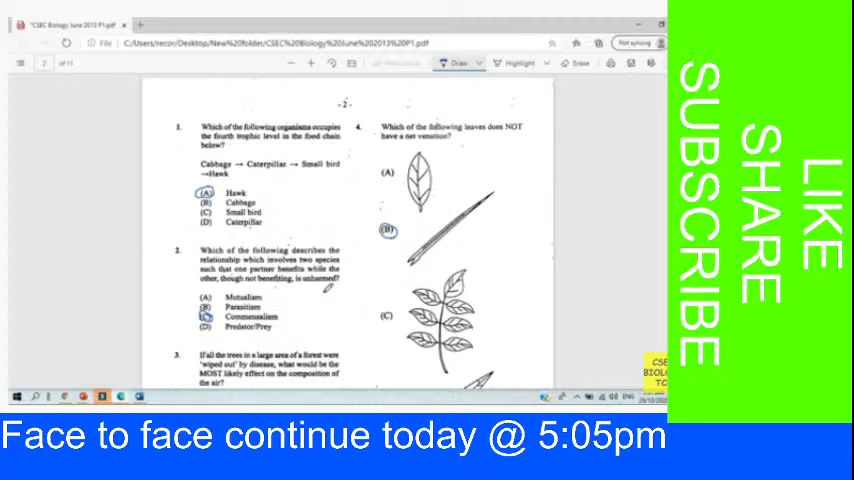 *CSEC Biology June 2013 P1.pdf
File
C:/Users/recor/Desktop/New%20folder/CSEC%20Biology%20June%202013%20P1.pdf
Not syncing
2 of 11
Draw
Highlight
Erase
- 2 -
1. Which of the following organisms occupies
the fourth trophic level in the food chain
below?
Cabbage → Caterpillar → Small bird
→Hawk
(A) Hawk
(B) Cabbage
(C) Small bird
(D) Caterpillar
2. Which of the following describes the
relationship which involves two species
such that one partner benefits while the
other, though not benefiting, is unharmed?
(A) Mutualism
(B) Parasitism
(C) Commensalism
(D) Predator/Prey
3. If all the trees in a large area of a forest were
'wiped out' by disease, what would be the
MOST likely effect on the composition of
the air?
4. Which of the following leaves does NOT
have a net venation?
(A)
(B)
(C)
ENG
LIKE
SHARE
SUBSCRIBE
CSE
BIOLO
TC
Face to face continue today @ 5:05pm